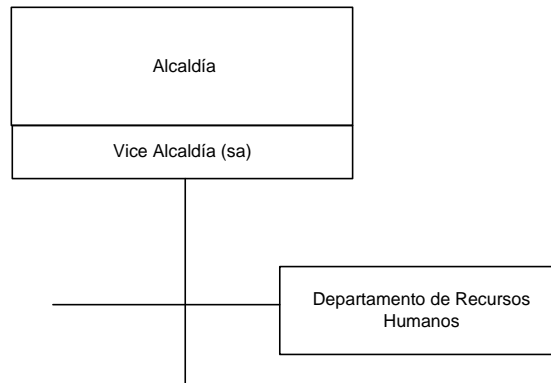 Alcaldía
Vice Alcaldía (sa)
Departamento de Recursos
Humanos